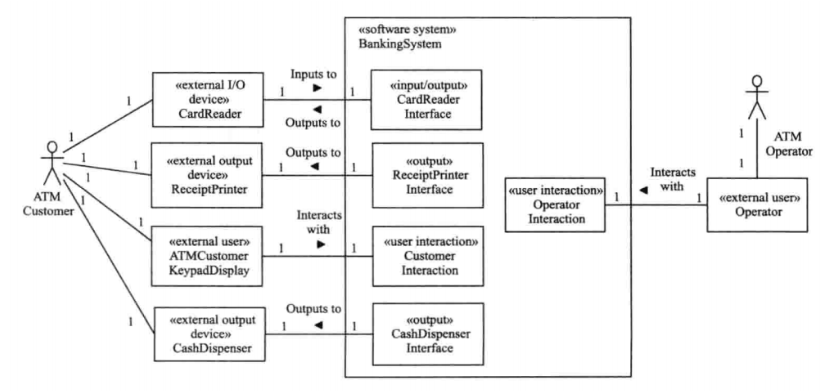 «software system»
BankingSystem
«external I/O
device»
CardReader
1
1
1
Inputs to
Outputs to
1
«input/output»
CardReader
Interface
ATM
Customer
1
1
«external output
device»
ReceiptPrinter
1
Outputs to
1
«output»
ReceiptPrinter
Interface
1
1
«external user»
ATMCustomer
KeypadDisplay
1
Interacts
with
1
«user interaction»
Customer
Interaction
1
1
«external output
device»
CashDispenser
1
Outputs to
1
«output»
CashDispenser
Interface
«user interaction»
Operator
Interaction
1
Interacts
with
1
«external user»
Operator
1
1
ATM
Operator